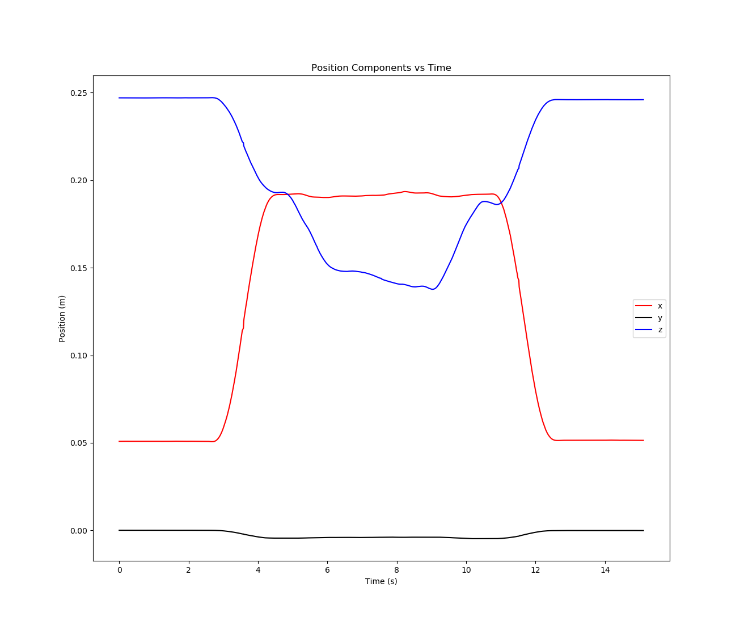 Position Components vs Time
Position (m)
0.25
0.20
0.15
0.10
0.05
0.00
x
y
z
0 2 4 6 8 10 12 14
Time (s)